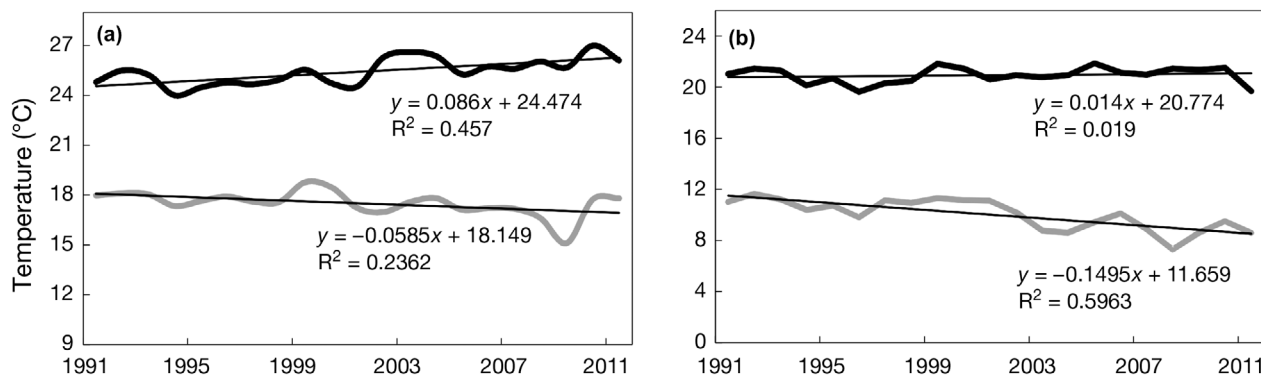 Temperature (°C)
(a)
27
24
21
18
15
12
9
y = 0.086x + 24.474
R² = 0.457
y = −0.0585x + 18.149
R² = 0.2362
1991 1995 1999 2003 2007 2011
(b)
24
20
16
12
8
4
0
y = 0.014x + 20.774
R² = 0.019
y = −0.1495x + 11.659
R² = 0.5963
1991 1995 1999 2003 2007 2011